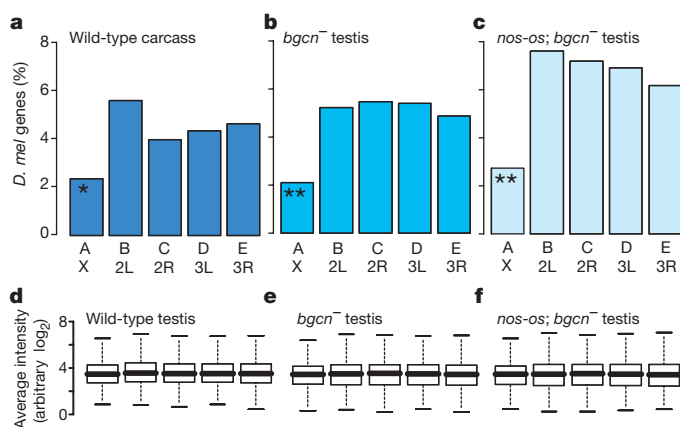 a Wild-type carcass
b bgcn⁻ testis
c nos-os; bgcn⁻ testis
D. mel genes (%)
8
6
4
2
0
*
**
**
A B C D E
X 2L 2R 3L 3R
A B C D E
X 2L 2R 3L 3R
A B C D E
X 2L 2R 3L 3R
d Wild-type testis
e bgcn⁻ testis
f nos-os; bgcn⁻ testis
Average intensity
(arbitrary log₂)
8
4
0